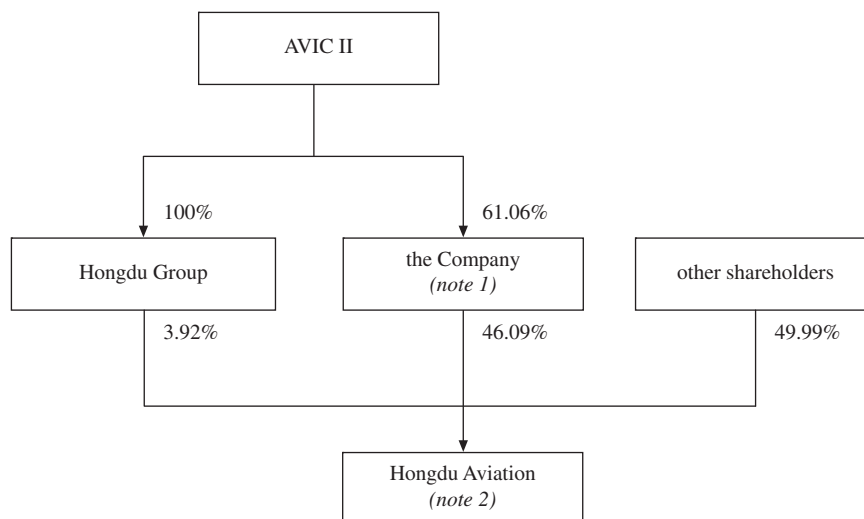 AVIC II
100%
61.06%
Hongdu Group
the Company
(note 1)
other shareholders
3.92%
46.09%
49.99%
Hongdu Aviation
(note 2)